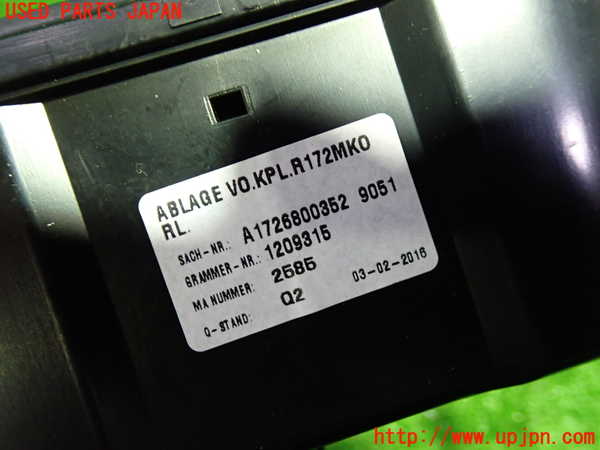 USED PARTS JAPAN
ABLAGE VO.KPL.R172MKO
RL.
SACH-NR.: A1726800352 9051
GRAMMER-NR.: 1209315
MA NUMMER: 2585
Q-STAND: Q2 03-02-2016
http://www.upjpn.com/